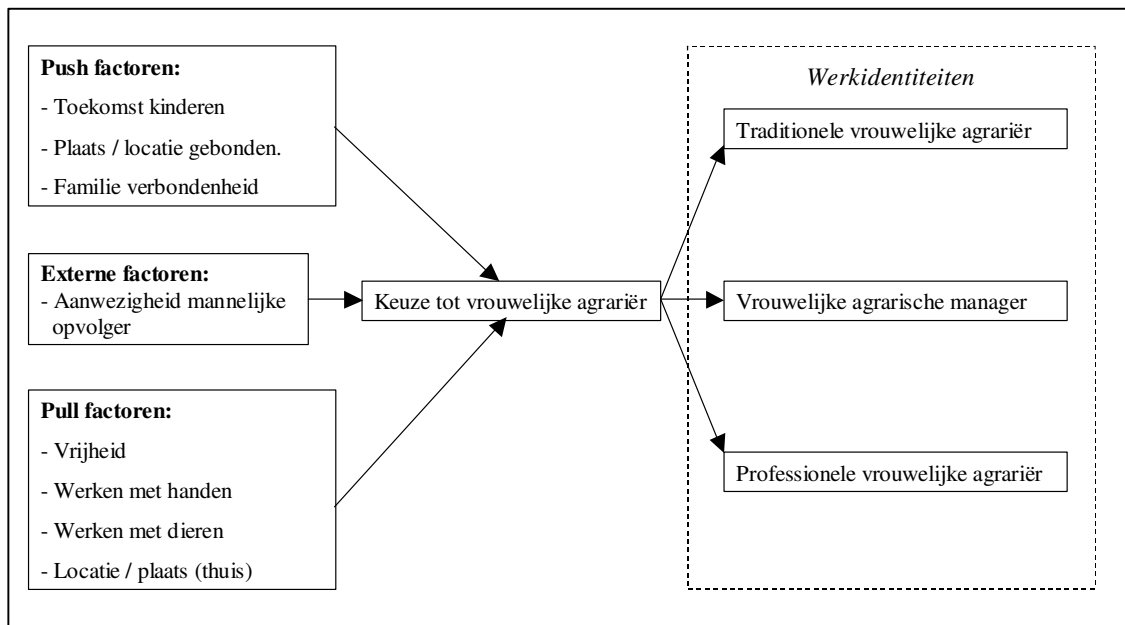 Push factoren:
- Toekomst kinderen
- Plaats / locatie gebonden.
- Familie verbondenheid
Externe factoren:
- Aanwezigheid mannelijke
opvolger
Pull factoren:
- Vrijheid
- Werken met handen
- Werken met dieren
- Locatie / plaats (thuis)
Keuze tot vrouwelijke agrariër
Werkidentiteiten
Traditionele vrouwelijke agrariër
Vrouwelijke agrarische manager
Professionele vrouwelijke agrariër